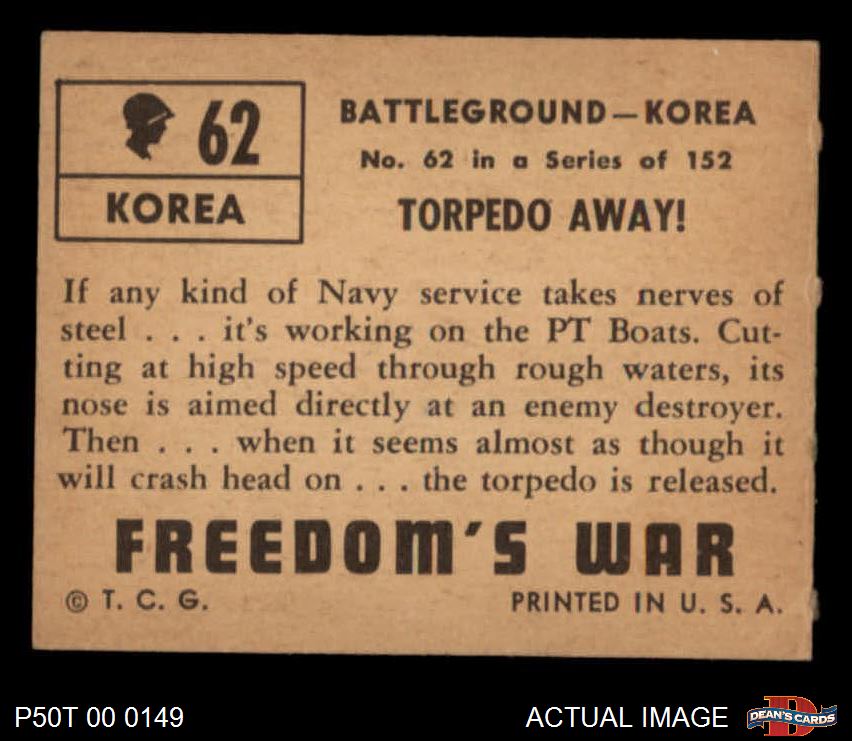 62
KOREA
BATTLEGROUND—KOREA
No. 62 in a Series of 152
TORPEDO AWAY!
If any kind of Navy service takes nerves of
steel . . . it's working on the PT Boats. Cut-
ting at high speed through rough waters, its
nose is aimed directly at an enemy destroyer.
Then . . . when it seems almost as though it
will crash head on . . . the torpedo is released.
FREEDOM'S WAR
© T. C. G.
PRINTED IN U. S. A.
P50T 00 0149
ACTUAL IMAGE
D
DEAN'S CARDS